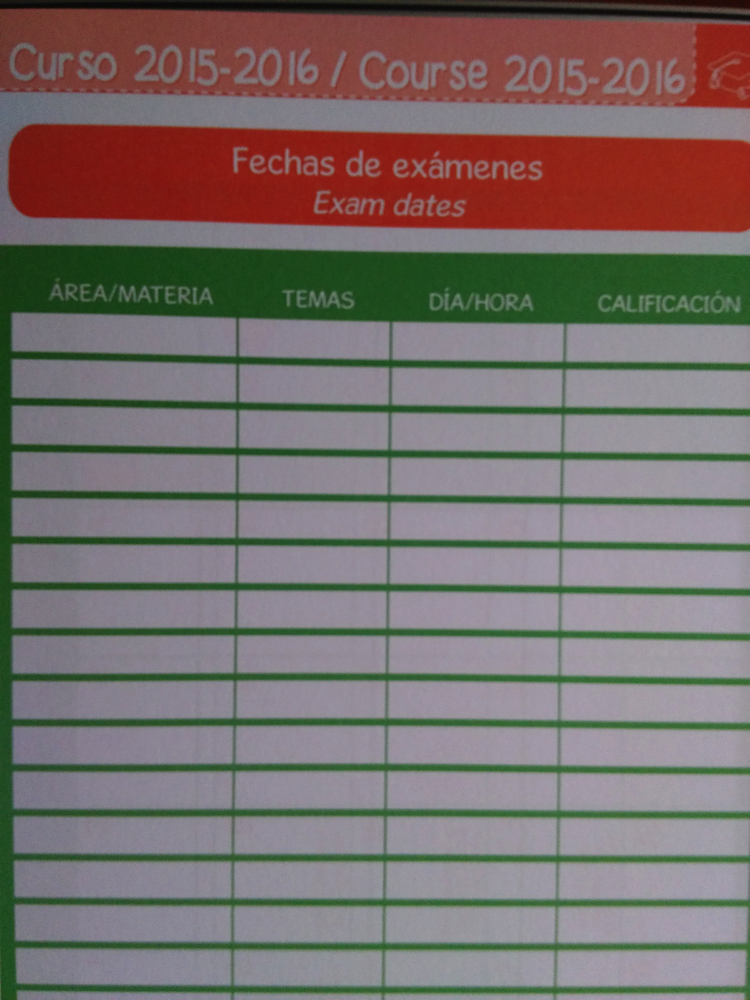 Curso 2015-2016 / Course 2015-2016
Fechas de exámenes
Exam dates
ÁREA/MATERIA TEMAS DÍA/HORA CALIFICACIÓN